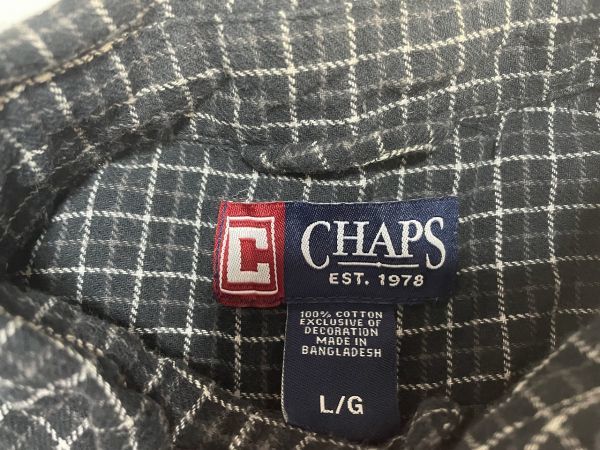 C
CHAPS
EST. 1978
100% COTTON
EXCLUSIVE OF
DECORATION
MADE IN
BANGLADESH
L/G